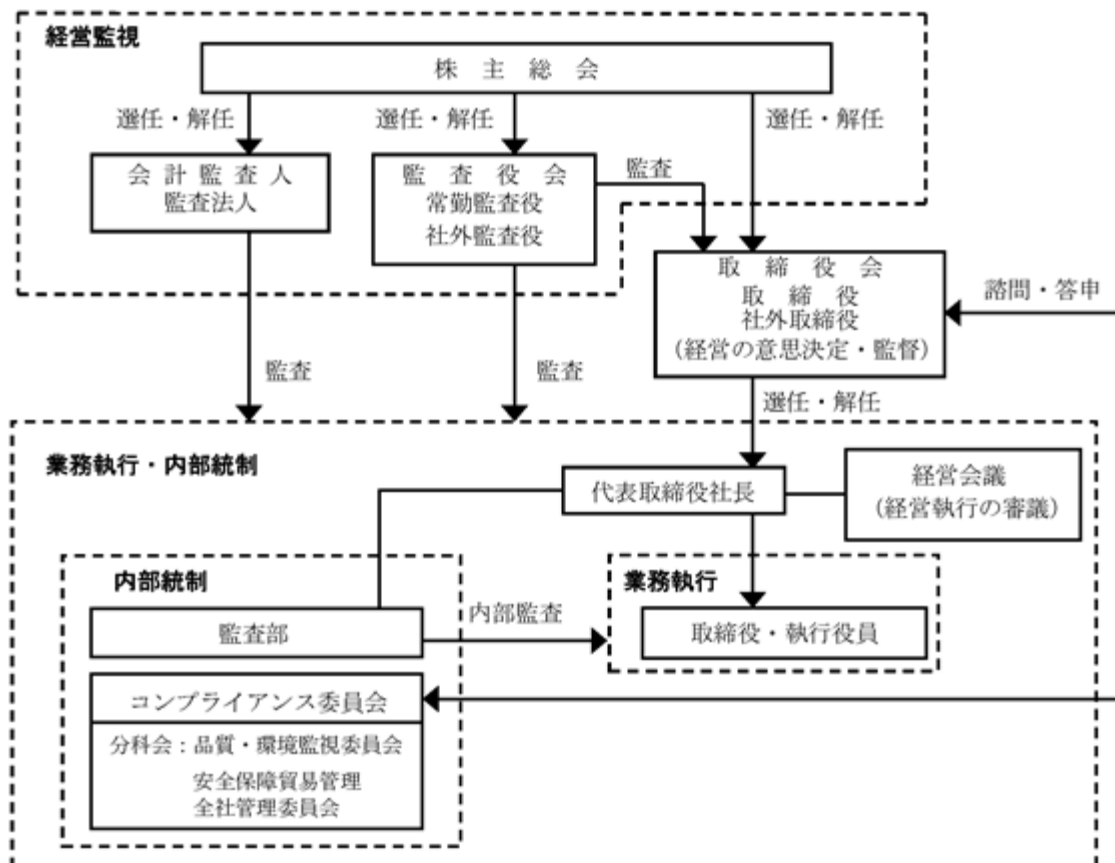 経営監視
株主総会
選任・解任
選任・解任
選任・解任
会計監査人
監査法人
監査役会
常勤監査役
社外監査役
監査
取締役会
取締役
社外取締役
(経営の意思決定・監督)
諮問・答申
監査
監査
選任・解任
業務執行・内部統制
代表取締役社長
経営会議
(経営執行の審議)
内部統制
業務執行
監査部
内部監査
取締役・執行役員
コンプライアンス委員会
分科会：品質・環境監視委員会
安全保障貿易管理
全社管理委員会